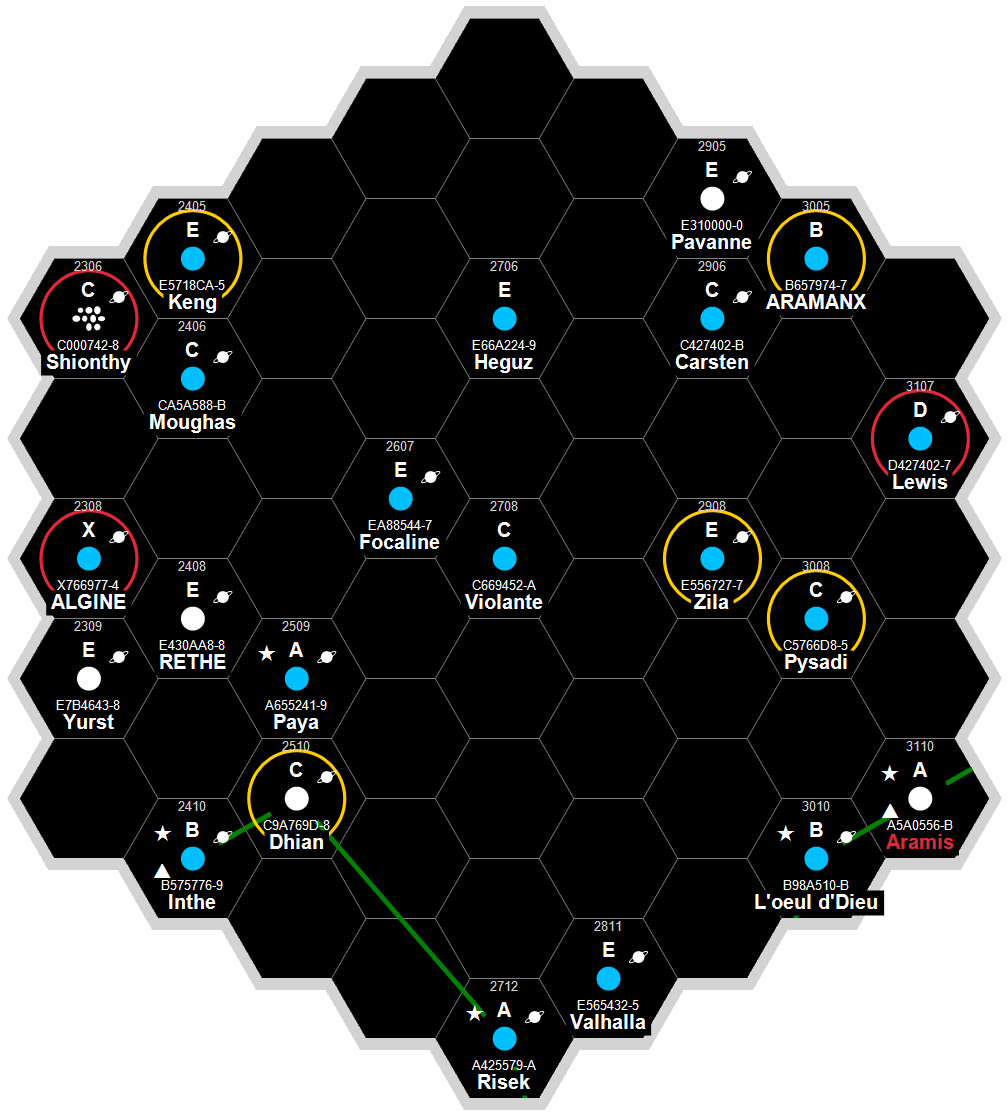 2905
E
E310000-0
Pavanne
2405
E
E5718CA-5
Keng
3005
B
B657974-7
ARAMANX
2306
C
C000742-8
Shionthy
2706
E
E66A224-9
Heguz
2906
C
C427402-B
Carsten
2406
C
CA5A588-B
Moughas
3107
D
D427402-7
Lewis
2607
E
EA88544-7
Focaline
2308
X
X766977-4
ALGINE
2708
C
C669452-A
Violante
2908
E
E556727-7
Zila
2408
E
E430AA8-8
RETHE
3008
C
C5766D8-5
Pysadi
2309
E
E7B4643-8
Yurst
2509
A
A655241-9
Paya
2510
C
C9A769D-8
Dhian
3110
A
A5A0556-B
Aramis
2410
B
B575776-9
Inthe
3010
B
B98A510-B
L'oeul d'Dieu
2811
E
E565432-5
Valhalla
2712
A
A425579-A
Risek